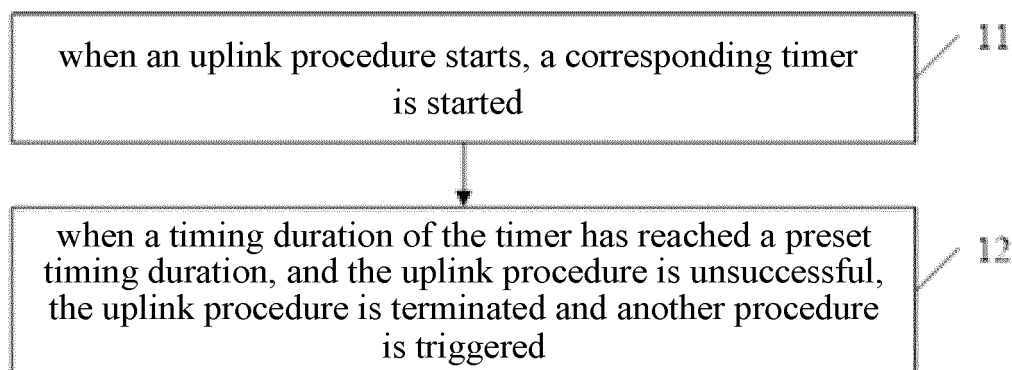 when an uplink procedure starts, a corresponding timer
is started
11
when a timing duration of the timer has reached a preset
timing duration, and the uplink procedure is unsuccessful,
the uplink procedure is terminated and another procedure
is triggered
12